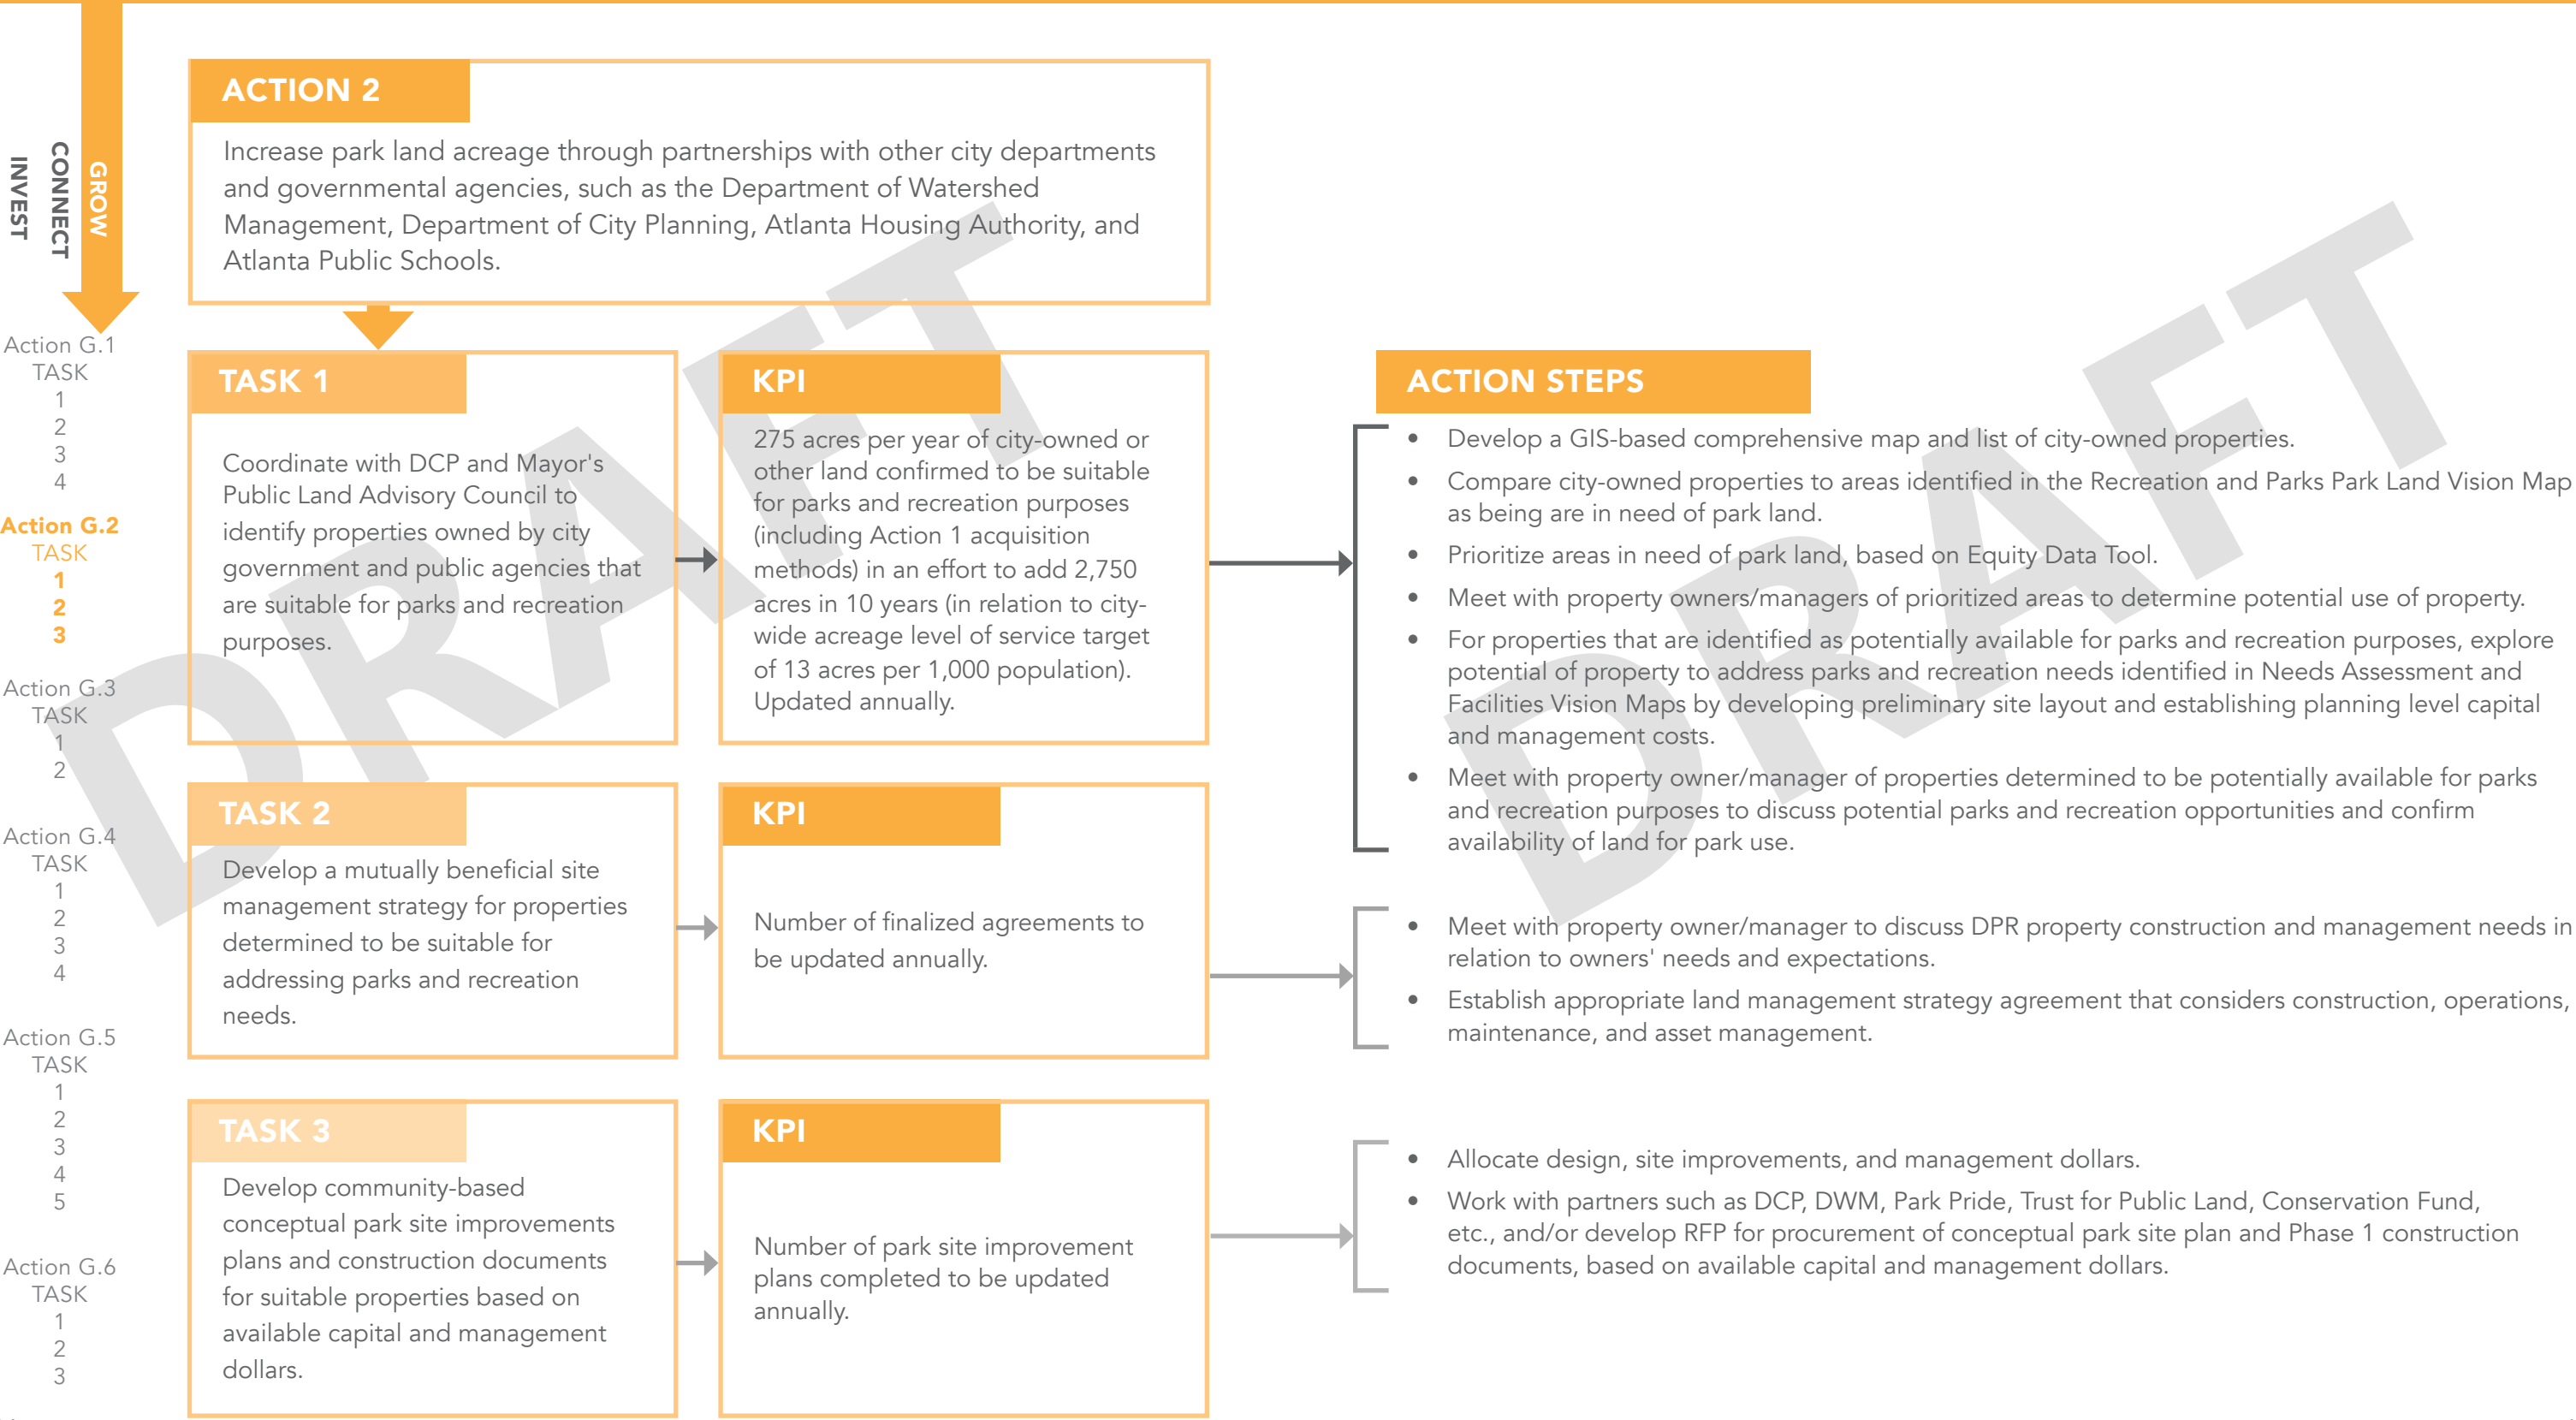 INVEST
CONNECT
GROW
Action G.1
TASK
1
2
3
4
Action G.2
TASK
1
2
3
Action G.3
TASK
1
2
Action G.4
TASK
1
2
3
4
Action G.5
TASK
1
2
3
4
5
Action G.6
TASK
1
2
3
ACTION 2
Increase park land acreage through partnerships with other city departments
and governmental agencies, such as the Department of Watershed
Management, Department of City Planning, Atlanta Housing Authority, and
Atlanta Public Schools.
TASK 1
Coordinate with DCP and Mayor's
Public Land Advisory Council to
identify properties owned by city
government and public agencies that
are suitable for parks and recreation
purposes.
KPI
275 acres per year of city-owned or
other land confirmed to be suitable
for parks and recreation purposes
(including Action 1 acquisition
methods) in an effort to add 2,750
acres in 10 years (in relation to city-
wide acreage level of service target
of 13 acres per 1,000 population).
Updated annually.
ACTION STEPS
• Develop a GIS-based comprehensive map and list of city-owned properties.
• Compare city-owned properties to areas identified in the Recreation and Parks Park Land Vision Map
as being are in need of park land.
• Prioritize areas in need of park land, based on Equity Data Tool.
• Meet with property owners/managers of prioritized areas to determine potential use of property.
• For properties that are identified as potentially available for parks and recreation purposes, explore
potential of property to address parks and recreation needs identified in Needs Assessment and
Facilities Vision Maps by developing preliminary site layout and establishing planning level capital
and management costs.
• Meet with property owner/manager of properties determined to be potentially available for parks
and recreation purposes to discuss potential parks and recreation opportunities and confirm
availability of land for park use.
TASK 2
Develop a mutually beneficial site
management strategy for properties
determined to be suitable for
addressing parks and recreation
needs.
KPI
Number of finalized agreements to
be updated annually.
• Meet with property owner/manager to discuss DPR property construction and management needs in
relation to owners' needs and expectations.
• Establish appropriate land management strategy agreement that considers construction, operations,
maintenance, and asset management.
TASK 3
Develop community-based
conceptual park site improvements
plans and construction documents
for suitable properties based on
available capital and management
dollars.
KPI
Number of park site improvement
plans completed to be updated
annually.
• Allocate design, site improvements, and management dollars.
• Work with partners such as DCP, DWM, Park Pride, Trust for Public Land, Conservation Fund,
etc., and/or develop RFP for procurement of conceptual park site plan and Phase 1 construction
documents, based on available capital and management dollars.
DRAFT
DRAFT